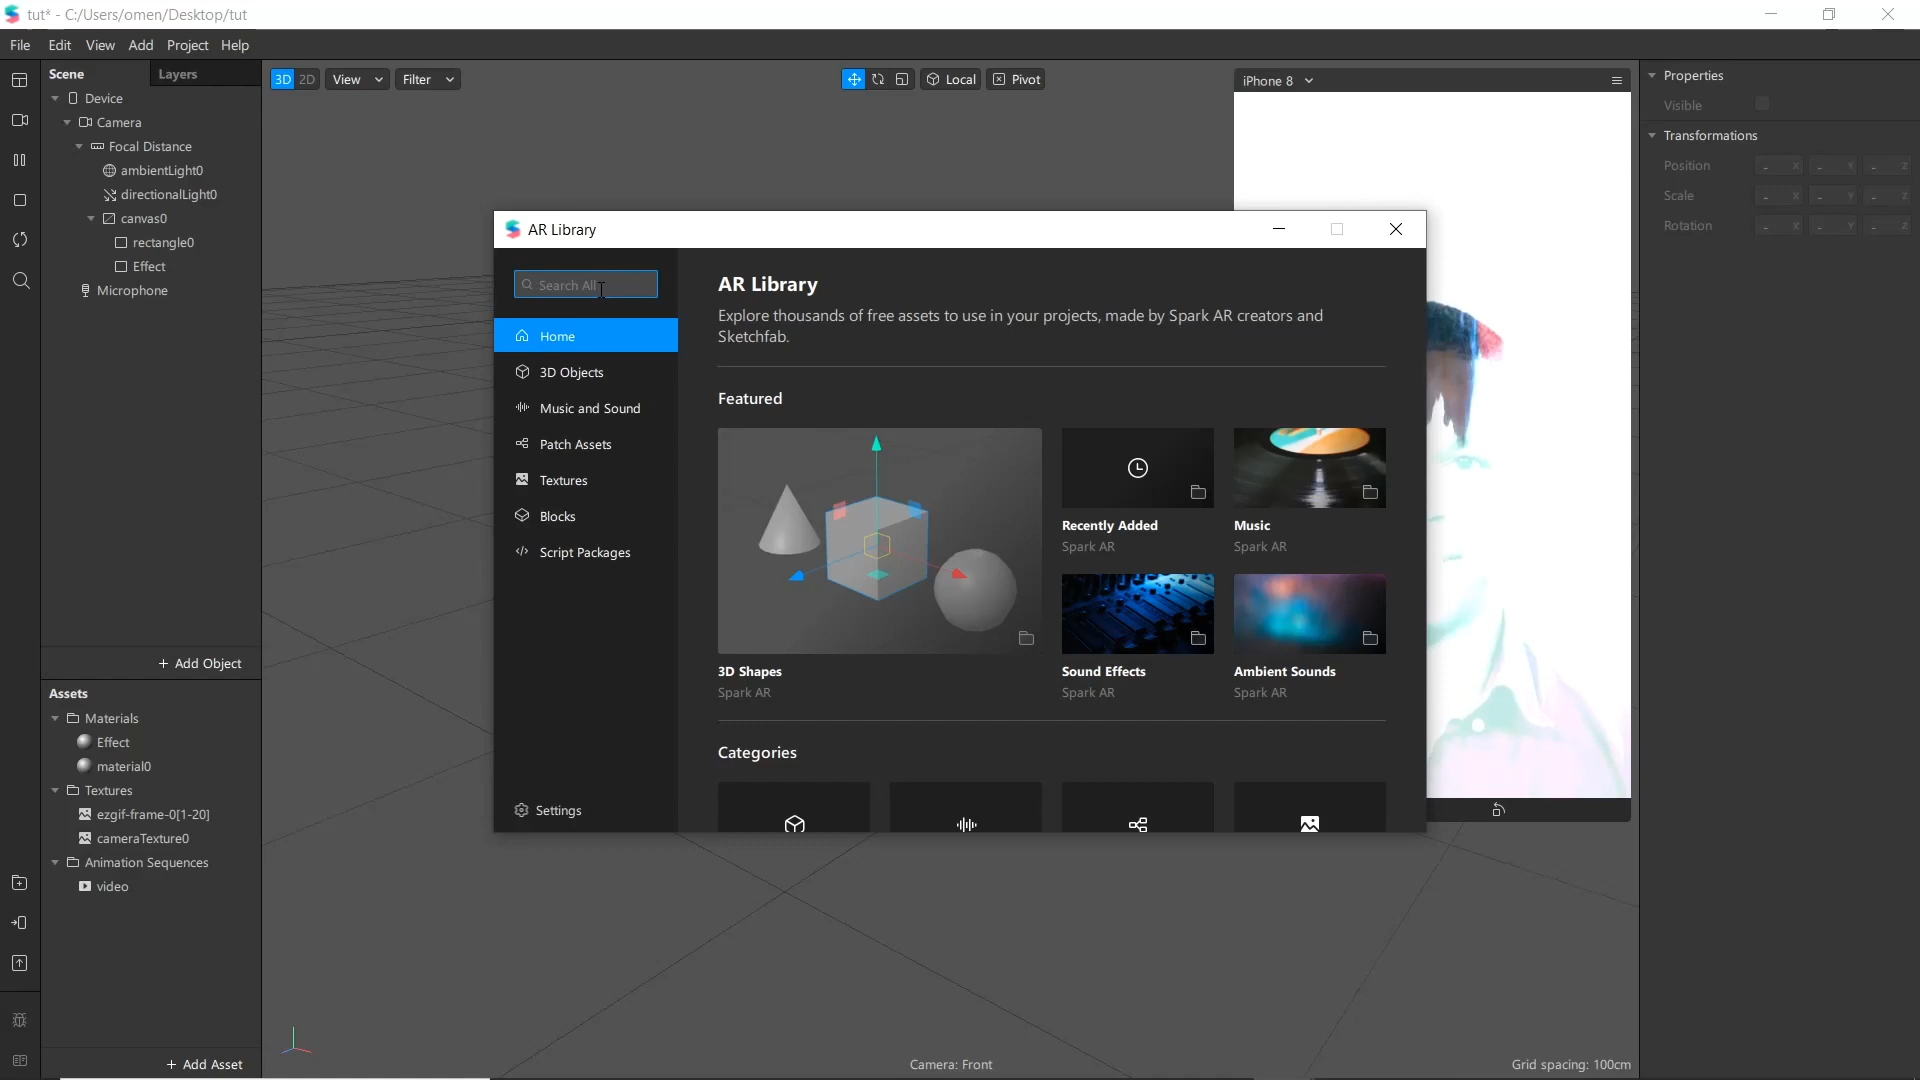 tut* - C:/Users/omen/Desktop/tut
File Edit View Add Project Help
Scene Layers
Device
Camera
Focal Distance
ambientLight0
directionalLight0
canvas0
rectangle0
Effect
Microphone
+ Add Object
Assets
Materials
Effect
material0
Textures
ezgif-frame-0[1-20]
cameraTexture0
Animation Sequences
video
+ Add Asset
3D 2D View Filter
Local Pivot
iPhone 8
AR Library
Search All
Home
3D Objects
Music and Sound
Patch Assets
Textures
Blocks
Script Packages
Settings
AR Library
Explore thousands of free assets to use in your projects, made by Spark AR creators and
Sketchfab.
Featured
3D Shapes
Spark AR
Recently Added
Spark AR
Music
Spark AR
Sound Effects
Spark AR
Ambient Sounds
Spark AR
Categories
Camera: Front
Grid spacing: 100cm
Properties
Visible
Transformations
Position - X - Y - Z
Scale - X - Y - Z
Rotation - X - Y - Z